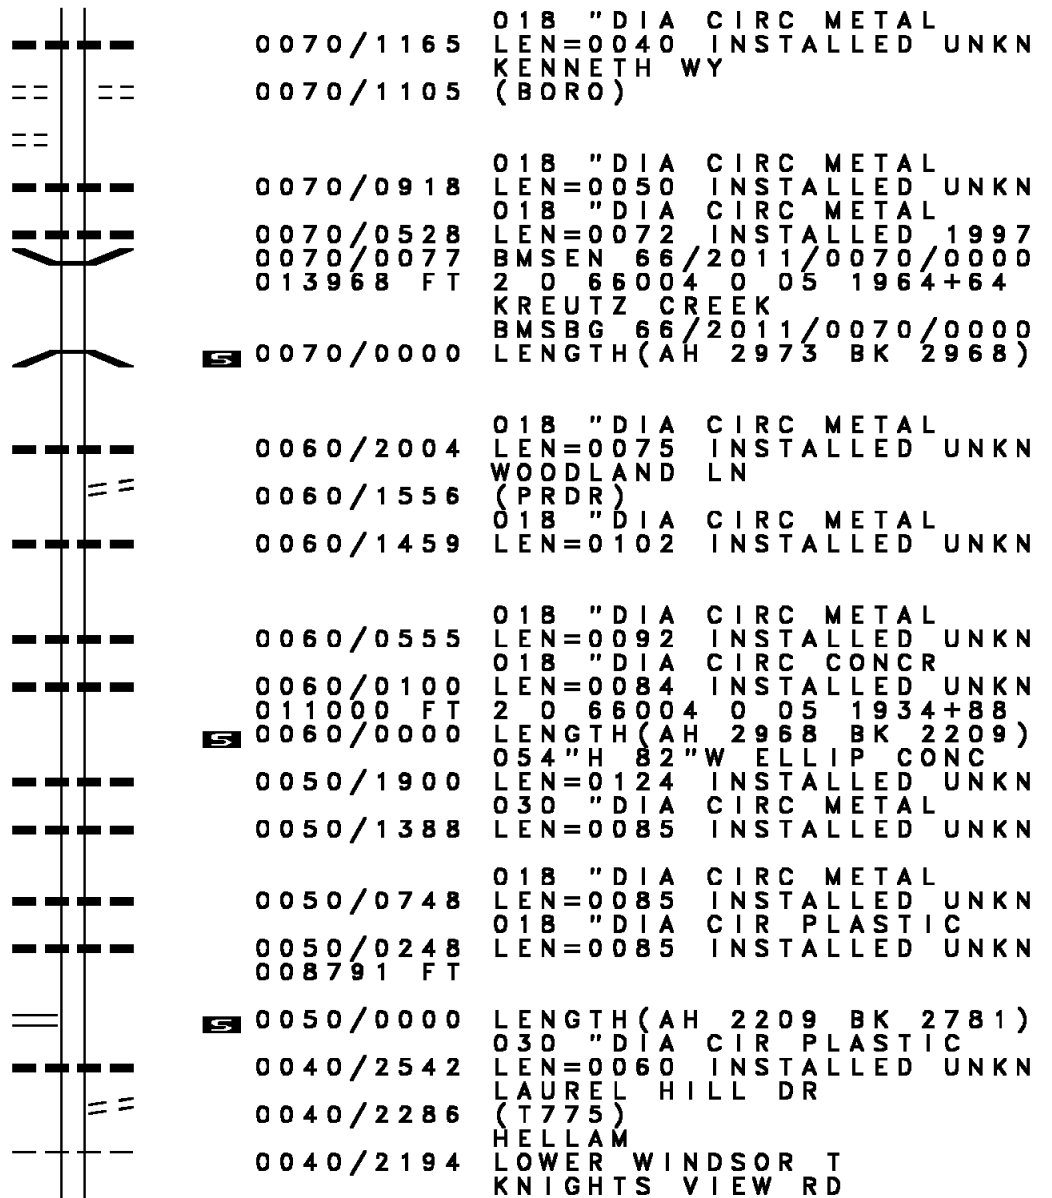 018 "DIA CIRC METAL
0070/1165 LEN=0040 INSTALLED UNKN
KENNETH WY
0070/1105 (BORO)
018 "DIA CIRC METAL
0070/0918 LEN=0050 INSTALLED UNKN
018 "DIA CIRC METAL
0070/0528 LEN=0072 INSTALLED 1997
0070/0077 BMSEN 66/2011/0070/0000
013968 FT 2 0 66004 0 05 1964+64
KREUTZ CREEK
BMSBG 66/2011/0070/0000
S 0070/0000 LENGTH(AH 2973 BK 2968)
018 "DIA CIRC METAL
0060/2004 LEN=0075 INSTALLED UNKN
WOODLAND LN
0060/1556 (PRDR)
018 "DIA CIRC METAL
0060/1459 LEN=0102 INSTALLED UNKN
018 "DIA CIRC METAL
0060/0555 LEN=0092 INSTALLED UNKN
018 "DIA CIRC CONCR
0060/0100 LEN=0084 INSTALLED UNKN
011000 FT 2 0 66004 0 05 1934+88
S 0060/0000 LENGTH(AH 2968 BK 2209)
054"H 82"W ELLIP CONC
0050/1900 LEN=0124 INSTALLED UNKN
030 "DIA CIRC METAL
0050/1388 LEN=0085 INSTALLED UNKN
018 "DIA CIRC METAL
0050/0748 LEN=0085 INSTALLED UNKN
018 "DIA CIR PLASTIC
0050/0248 LEN=0085 INSTALLED UNKN
008791 FT
S 0050/0000 LENGTH(AH 2209 BK 2781)
030 "DIA CIR PLASTIC
0040/2542 LEN=0060 INSTALLED UNKN
LAUREL HILL DR
0040/2286 (T775)
HELLAM
0040/2194 LOWER WINDSOR T
KNIGHTS VIEW RD